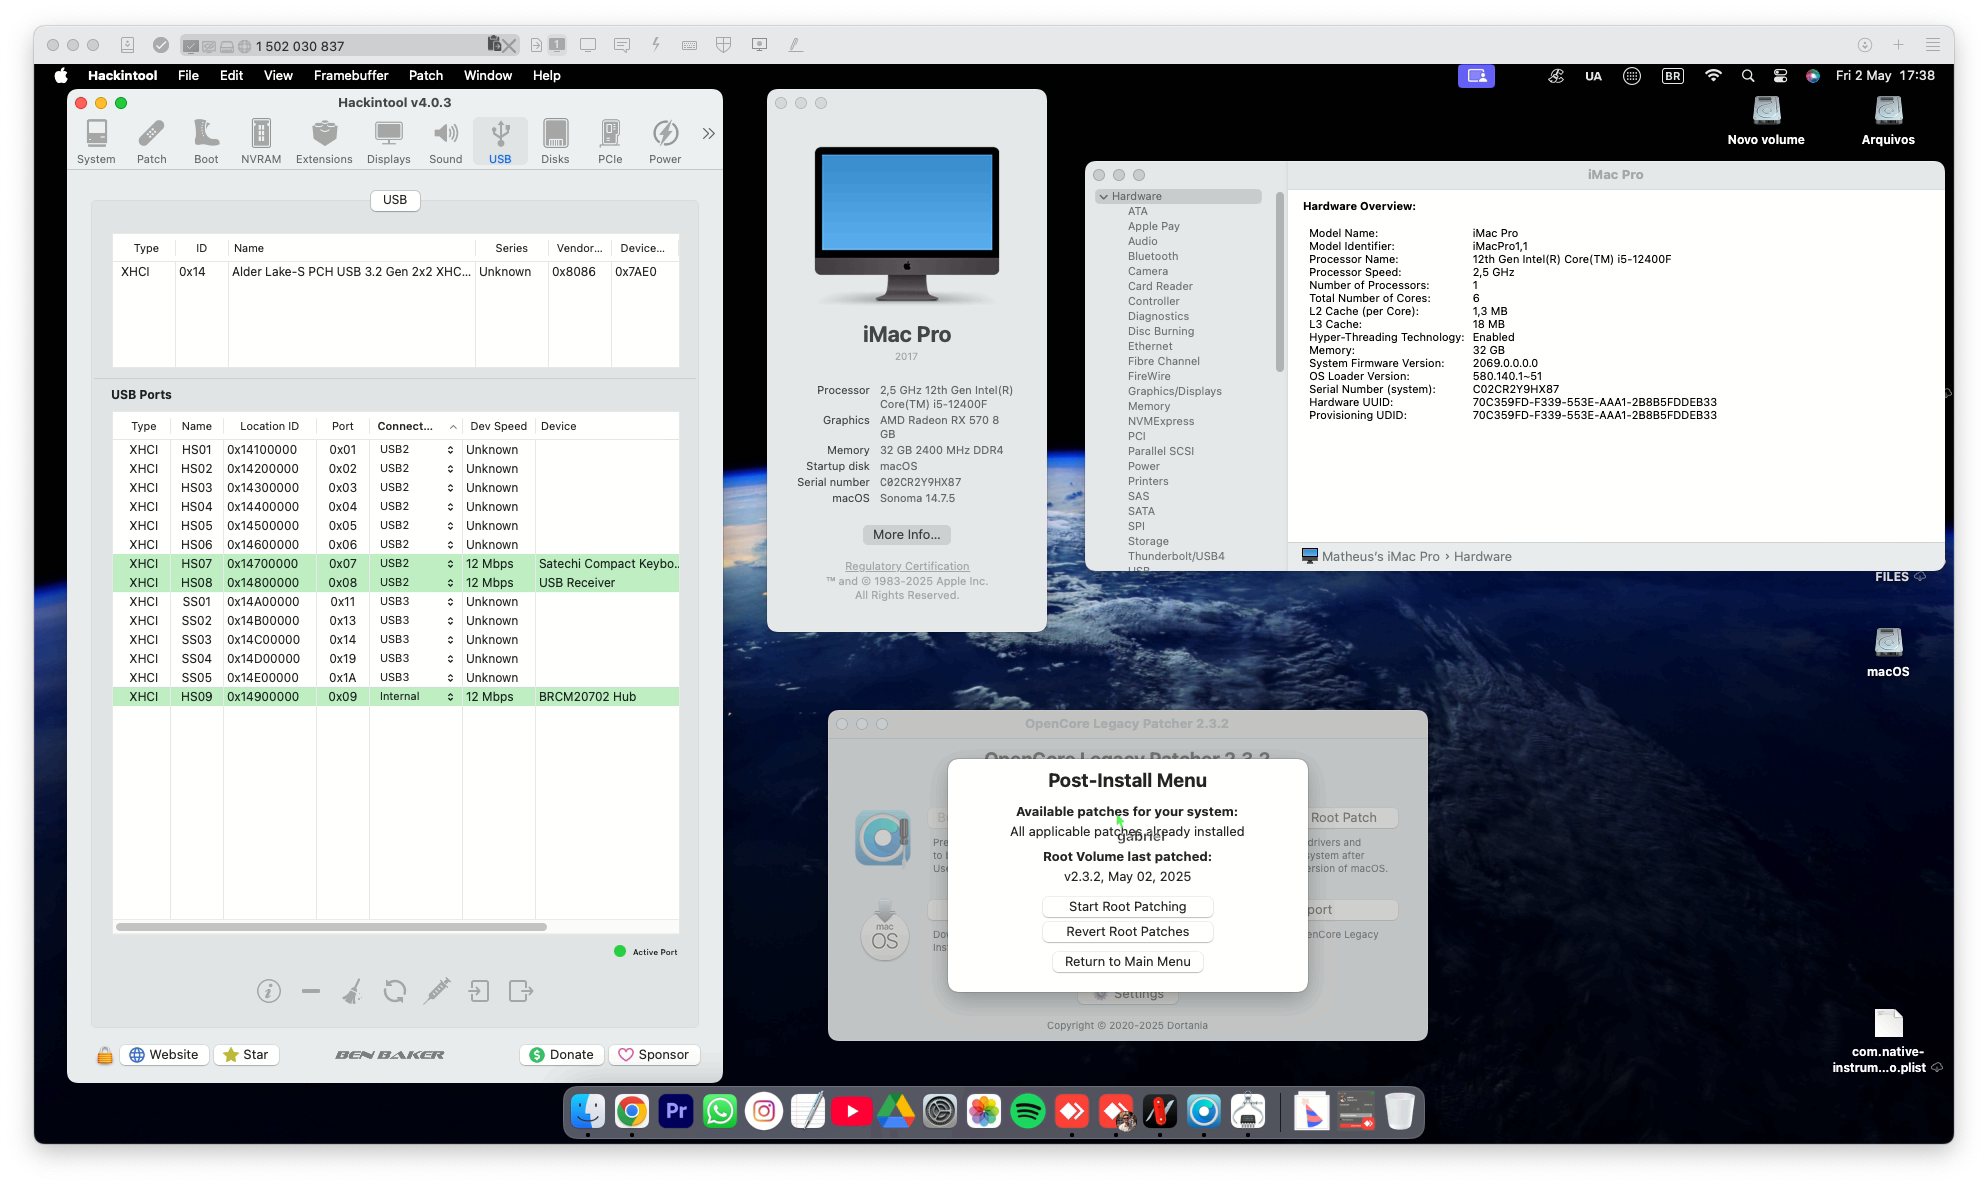 1 502 030 837
1
Hackintool File Edit View Framebuffer Patch Window Help
UA BR Fri 2 May 17:38
Hackintool v4.0.3
System Patch Boot NVRAM Extensions Displays Sound USB Disks PCIe Power
USB
Type ID Name Series Vendor... Device...
XHCI 0x14 Alder Lake-S PCH USB 3.2 Gen 2x2 XHC... Unknown 0x8086 0x7AE0
USB Ports
Type Name Location ID Port Connect... Dev Speed Device
XHCI HS01 0x14100000 0x01 USB2 Unknown
XHCI HS02 0x14200000 0x02 USB2 Unknown
XHCI HS03 0x14300000 0x03 USB2 Unknown
XHCI HS04 0x14400000 0x04 USB2 Unknown
XHCI HS05 0x14500000 0x05 USB2 Unknown
XHCI HS06 0x14600000 0x06 USB2 Unknown
XHCI HS07 0x14700000 0x07 USB2 12 Mbps Satechi Compact Keybo..
XHCI HS08 0x14800000 0x08 USB2 12 Mbps USB Receiver
XHCI SS01 0x14A00000 0x11 USB3 Unknown
XHCI SS02 0x14B00000 0x13 USB3 Unknown
XHCI SS03 0x14C00000 0x14 USB3 Unknown
XHCI SS04 0x14D00000 0x19 USB3 Unknown
XHCI SS05 0x14E00000 0x1A USB3 Unknown
XHCI HS09 0x14900000 0x09 Internal 12 Mbps BRCM20702 Hub
Active Port
Website Star BEN BAKER Donate Sponsor
iMac Pro
2017
Processor 2,5 GHz 12th Gen Intel(R)
Core(TM) i5-12400F
Graphics AMD Radeon RX 570 8
GB
Memory 32 GB 2400 MHz DDR4
Startup disk macOS
Serial number C02CR2Y9HX87
macOS Sonoma 14.7.5
More Info...
Regulatory Certification
™ and © 1983-2025 Apple Inc.
All Rights Reserved.
Novo volume
Arquivos
iMac Pro
Hardware
ATA
Apple Pay
Audio
Bluetooth
Camera
Card Reader
Controller
Diagnostics
Disc Burning
Ethernet
Fibre Channel
FireWire
Graphics/Displays
Memory
NVMExpress
PCI
Parallel SCSI
Power
Printers
SAS
SATA
SPI
Storage
Thunderbolt/USB4
USB
Hardware Overview:
Model Name: iMac Pro
Model Identifier: iMacPro1,1
Processor Name: 12th Gen Intel(R) Core(TM) i5-12400F
Processor Speed: 2,5 GHz
Number of Processors: 1
Total Number of Cores: 6
L2 Cache (per Core): 1,3 MB
L3 Cache: 18 MB
Hyper-Threading Technology: Enabled
Memory: 32 GB
System Firmware Version: 2069.0.0.0.0
OS Loader Version: 580.140.1~51
Serial Number (system): C02CR2Y9HX87
Hardware UUID: 70C359FD-F339-553E-AAA1-2B8B5FDDEB33
Provisioning UDID: 70C359FD-F339-553E-AAA1-2B8B5FDDEB33
Matheus's iMac Pro › Hardware
FILES
macOS
com.native-
instrum...o.plist
OpenCore Legacy Patcher 2.3.2
OpenCore Legacy Patcher 2.3.2
Root Patch
drivers and
ystem after
ersion of macOS.
port
enCore Legacy
mac
OS
Post-Install Menu
Available patches for your system:
All applicable patches already installed
gabriel
Root Volume last patched:
v2.3.2, May 02, 2025
Start Root Patching
Revert Root Patches
Return to Main Menu
Settings
Copyright © 2020-2025 Dortania
Pr